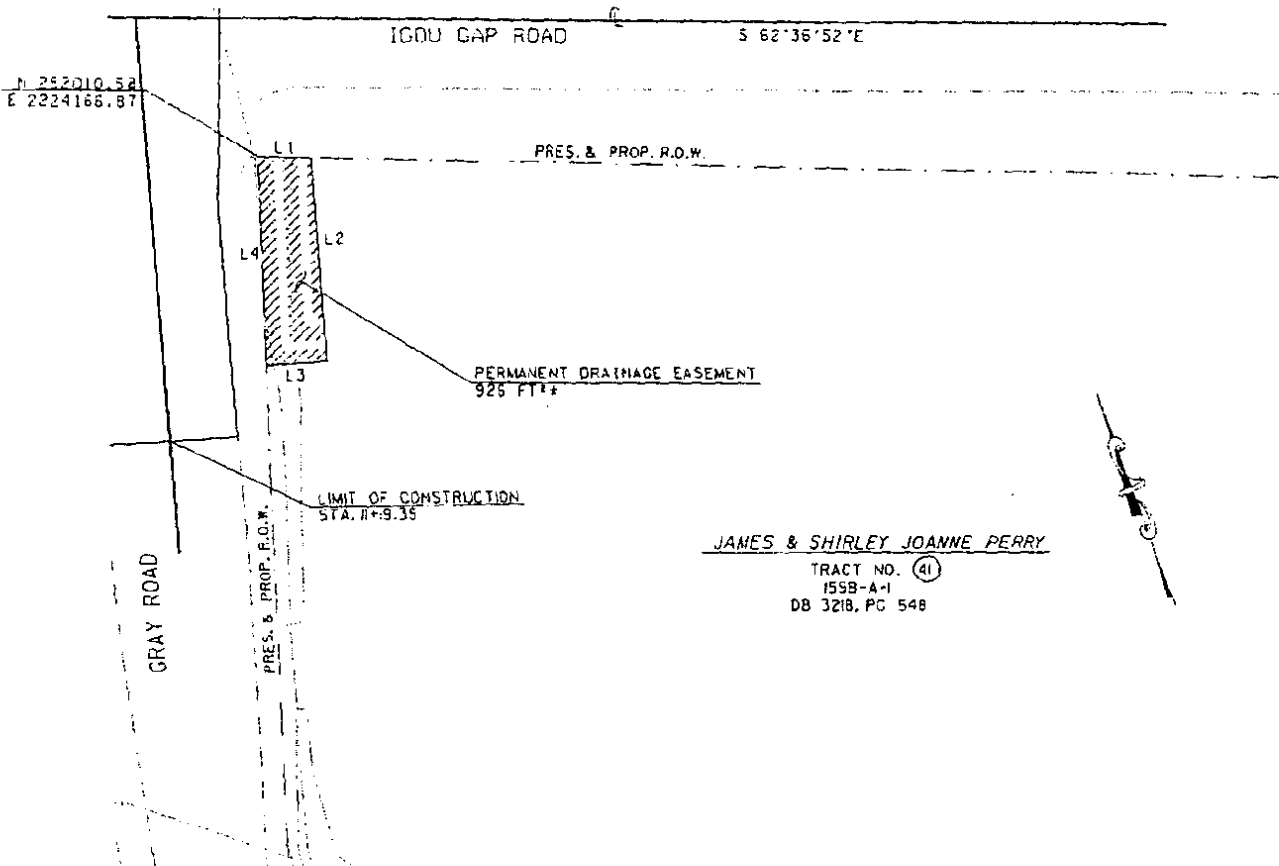 IGOU GAP ROAD
S 62°36'52"E
N 252010.52
E 2224166.87
L1
PRES. & PROP. R.O.W.
L4
L2
L3
PERMANENT DRAINAGE EASEMENT
926 FT²±
LIMIT OF CONSTRUCTION
STA. 11+9.35
GRAY ROAD
PRES. & PROP. R.O.W.
JAMES & SHIRLEY JOANNE PERRY
TRACT NO. 41
159B-A-1
DB 3218, PG 548